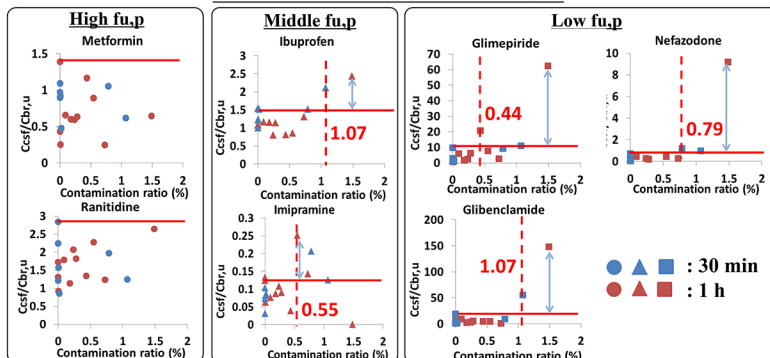 High fu,p
Metformin
Ccsf/Cbr,u
1.5
1
0.5
0
0 0.5 1 1.5 2
Contamination ratio (%)
Ranitidine
Ccsf/Cbr,u
3
2.5
2
1.5
1
0.5
0
0 0.5 1 1.5 2
Contamination ratio (%)
Middle fu,p
Ibuprofen
Ccsf/Cbr,u
3
2.5
2
1.5
1
0.5
0
1.07
0 0.5 1 1.5 2
Contamination ratio (%)
Imipramine
Ccsf/Cbr,u
0.3
0.25
0.2
0.15
0.1
0.05
0
0.55
0 0.5 1 1.5 2
Contamination ratio (%)
Low fu,p
Glimepiride
Ccsf/Cbr,u
70
60
50
40
30
20
10
0
0.44
0 0.5 1 1.5 2
Contamination ratio (%)
Nefazodone
10
8
6
4
2
0
0.79
0 0.5 1 1.5 2
Contamination ratio (%)
Glibenclamide
Ccsf/Cbr,u
200
150
100
50
0
1.07
0 0.5 1 1.5 2
Contamination ratio (%)
: 30 min
: 1 h